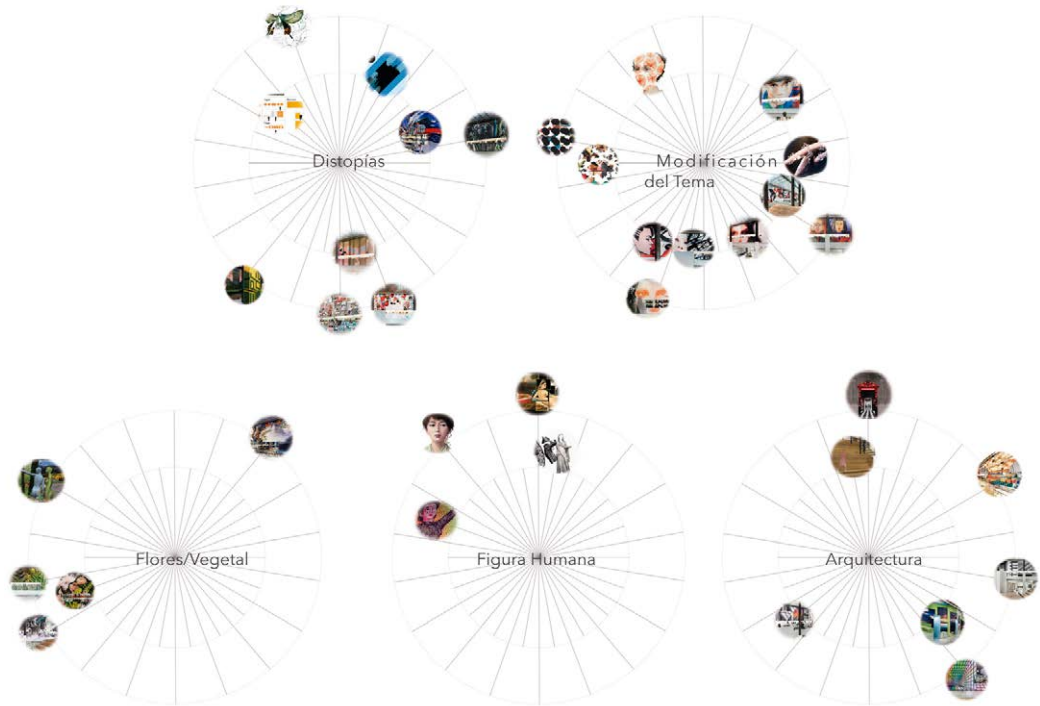 Distopías
Modificación
del Tema
Flores/Vegetal
Figura Humana
Arquitectura